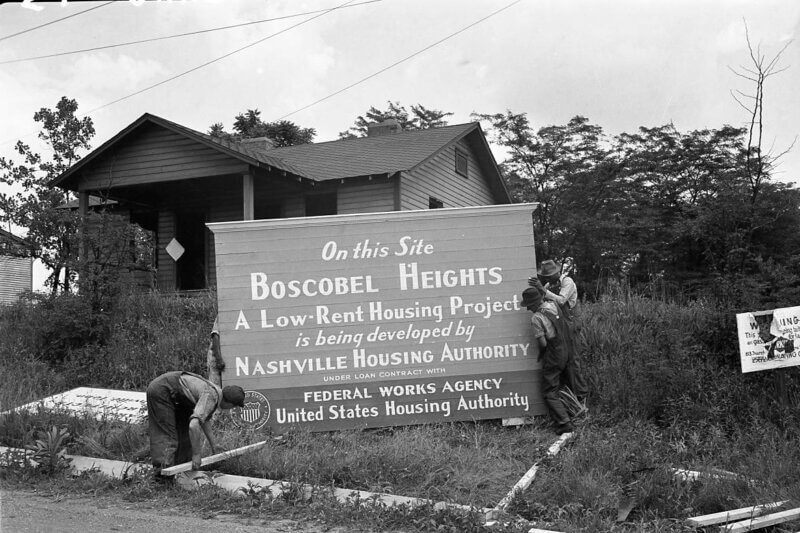 On this Site
BOSCOBEL HEIGHTS
A LOW-RENT HOUSING PROJECT
is being developed by
NASHVILLE HOUSING AUTHORITY
UNDER LOAN CONTRACT WITH
FEDERAL WORKS AGENCY
United States Housing Authority